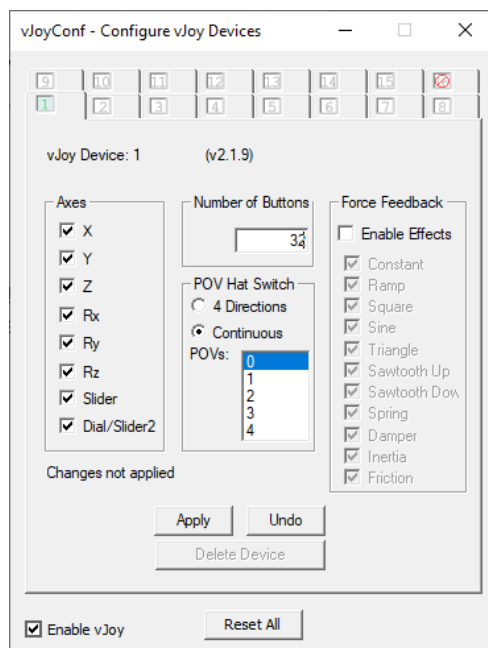 vJoyConf - Configure vJoy Devices
9 10 11 12 13 14 15
1 2 3 4 5 6 7 8
vJoy Device: 1 (v2.1.9)
Axes
X
Y
Z
Rx
Ry
Rz
Slider
Dial/Slider2
Number of Buttons
POV Hat Switch
4 Directions
Continuous
POVs:
0
1
2
3
4
Force Feedback
Enable Effects
Constant
Ramp
Square
Sine
Triangle
Sawtooth Up
Sawtooth Dow
Spring
Damper
Inertia
Friction
Changes not applied
Apply Undo
Delete Device
Enable vJoy Reset All